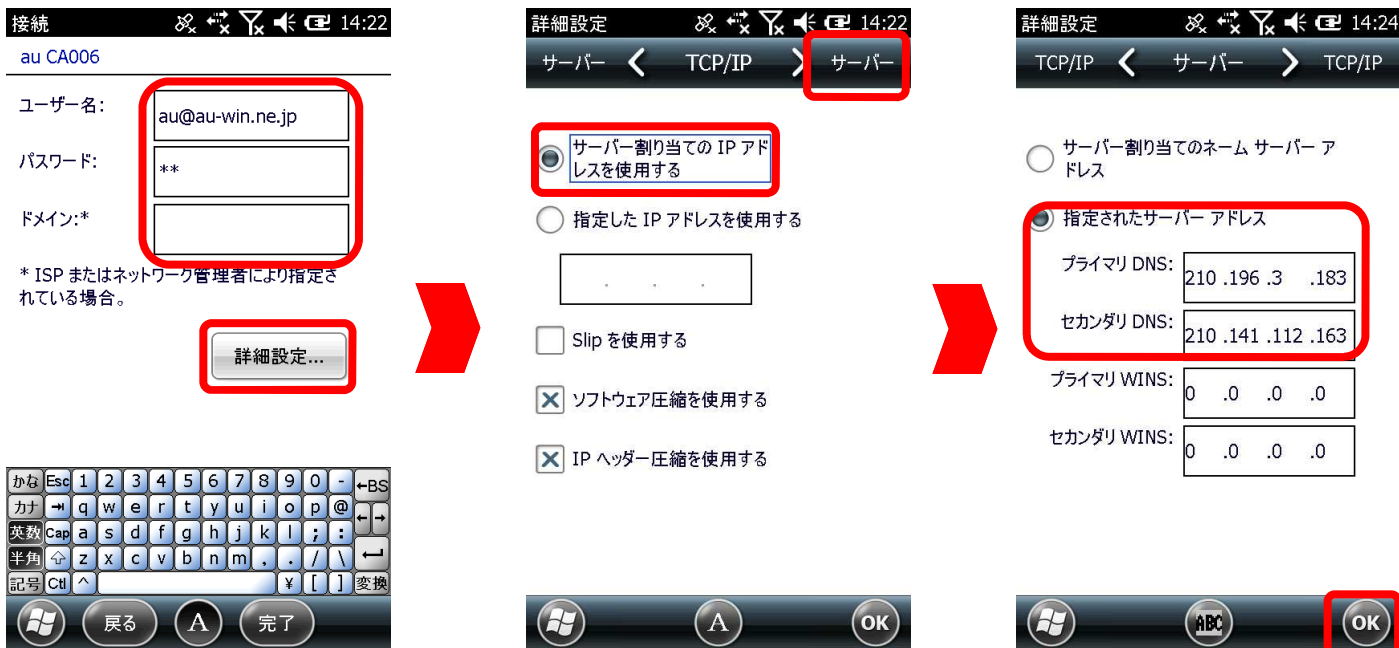 接続 14:22
au CA006
ユーザー名:
au@au-win.ne.jp
パスワード:
**
ドメイン:*
* ISP またはネットワーク管理者により指定さ
れている場合。
詳細設定...
かな Esc 1 2 3 4 5 6 7 8 9 0 - ←BS
カナ →| q w e r t y u i o p @ ← →
英数 Cap a s d f g h j k l ; :
半角 ⇧ z x c v b n m , . / \ ↵
記号 Ctl ^ ¥ [ ] 変換
戻る A 完了
詳細設定 14:22
サーバー TCP/IP サーバー
サーバー割り当ての IP アド
レスを使用する
指定した IP アドレスを使用する
. . .
Slip を使用する
ソフトウェア圧縮を使用する
IP ヘッダー圧縮を使用する
A OK
詳細設定 14:24
TCP/IP サーバー TCP/IP
サーバー割り当てのネーム サーバー ア
ドレス
指定されたサーバー アドレス
プライマリ DNS:
210 .196 .3 .183
セカンダリ DNS:
210 .141 .112 .163
プライマリ WINS:
0 .0 .0 .0
セカンダリ WINS:
0 .0 .0 .0
ABC OK